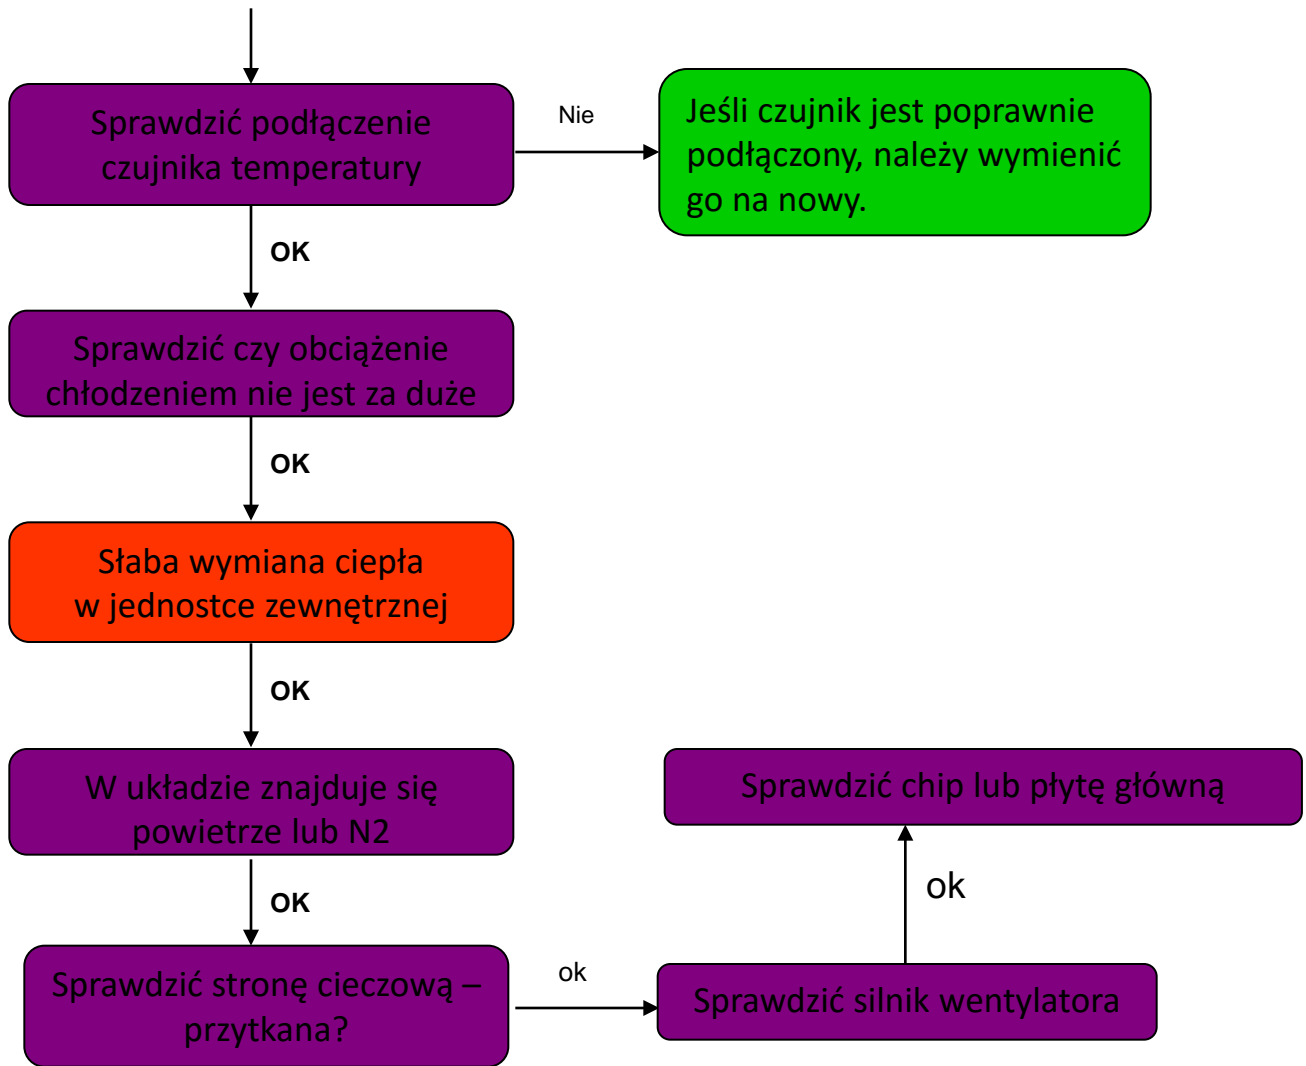 Sprawdzić podłączenie
czujnika temperatury
Nie
Jeśli czujnik jest poprawnie
podłączony, należy wymienić
go na nowy.
OK
Sprawdzić czy obciążenie
chłodzeniem nie jest za duże
OK
Słaba wymiana ciepła
w jednostce zewnętrznej
OK
W układzie znajduje się
powietrze lub N2
Sprawdzić chip lub płytę główną
OK
ok
Sprawdzić stronę cieczową –
przytkana?
ok
Sprawdzić silnik wentylatora